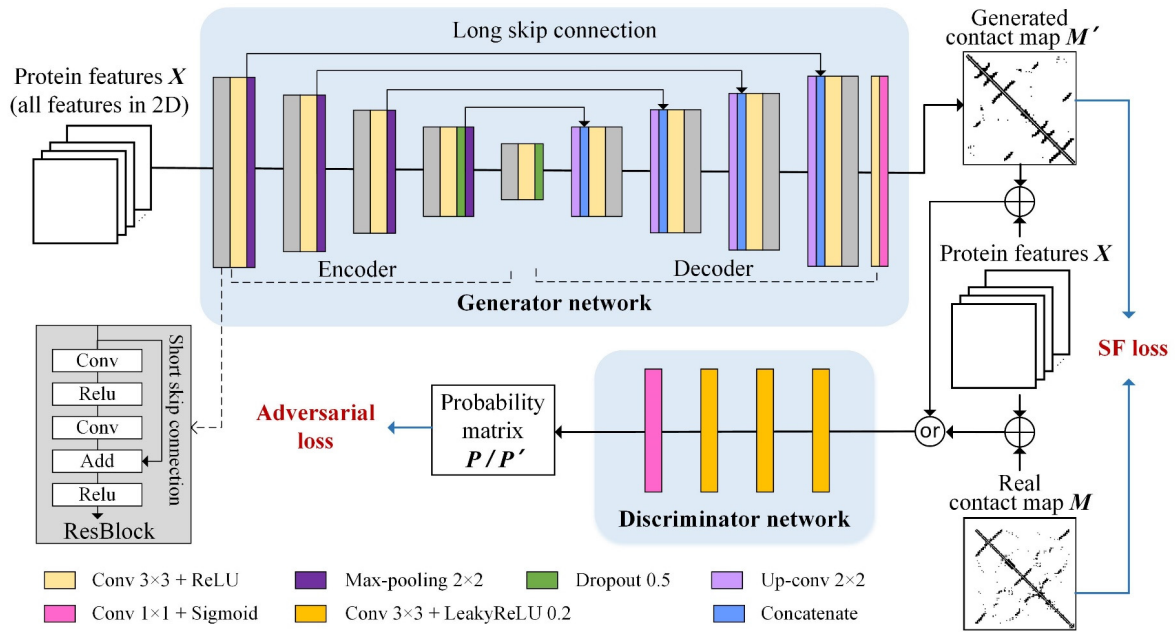 Long skip connection
Protein features X
(all features in 2D)
Generated
contact map M′
Encoder
Decoder
Generator network
Protein features X
SF loss
Conv
Relu
Conv
Add
Relu
Short skip connection
ResBlock
Adversarial
loss
Probability
matrix
P / P′
or
Discriminator network
Real
contact map M
Conv 3×3 + ReLU
Max-pooling 2×2
Dropout 0.5
Up-conv 2×2
Conv 1×1 + Sigmoid
Conv 3×3 + LeakyReLU 0.2
Concatenate